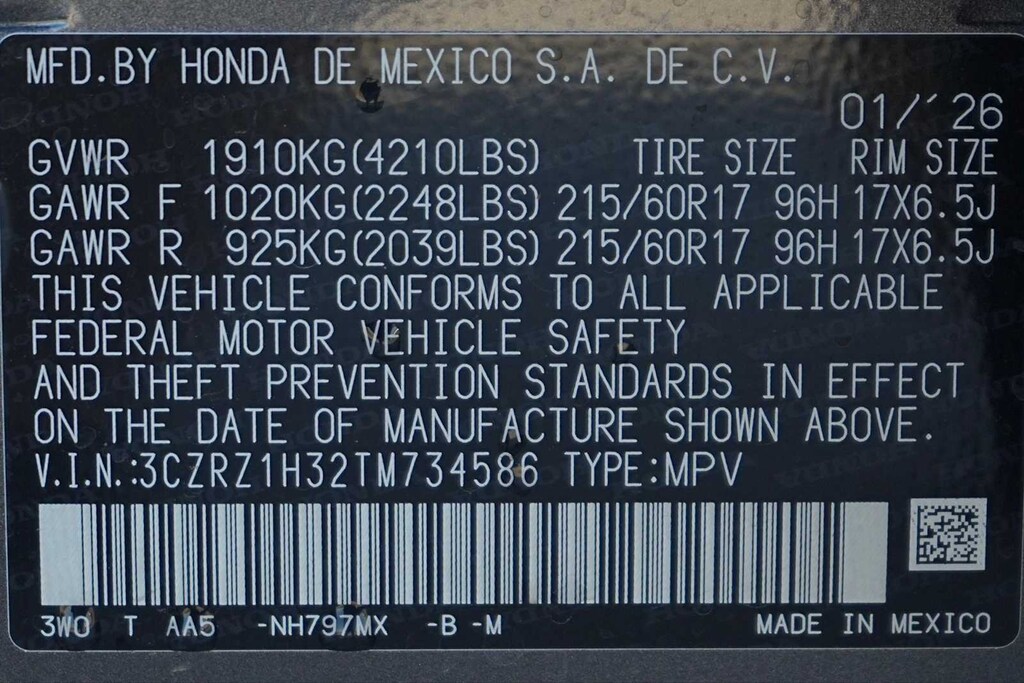 MFD.BY HONDA DE MEXICO S.A. DE C.V.
01/'26
GVWR 1910KG(4210LBS) TIRE SIZE RIM SIZE
GAWR F 1020KG(2248LBS) 215/60R17 96H 17X6.5J
GAWR R 925KG(2039LBS) 215/60R17 96H 17X6.5J
THIS VEHICLE CONFORMS TO ALL APPLICABLE
FEDERAL MOTOR VEHICLE SAFETY
AND THEFT PREVENTION STANDARDS IN EFFECT
ON THE DATE OF MANUFACTURE SHOWN ABOVE.
V.I.N.:3CZRZ1H32TM734586 TYPE:MPV
3W0 T AA5 -NH797MX -B -M MADE IN MEXICO